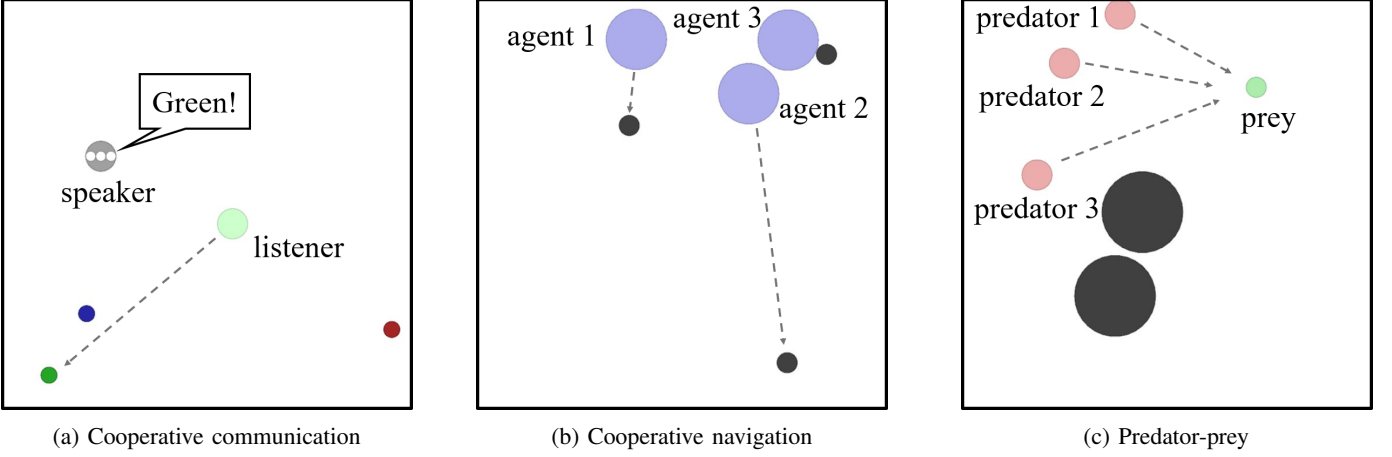 Green!
speaker
listener
(a) Cooperative communication
agent 1
agent 3
agent 2
(b) Cooperative navigation
predator 1
predator 2
prey
predator 3
(c) Predator-prey